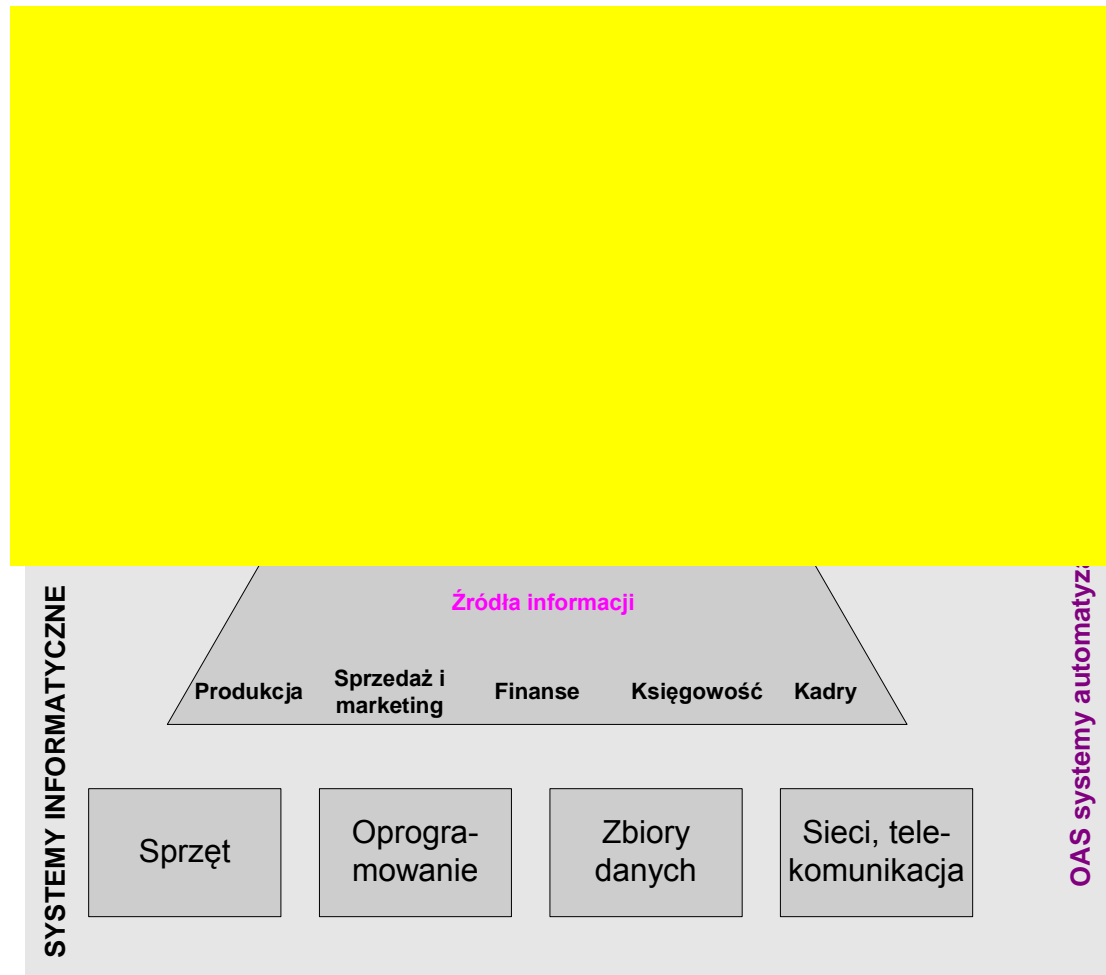 Źródła informacji
Produkcja
Sprzedaż i
marketing
Finanse
Księgowość
Kadry
Sprzęt
Oprogra-
mowanie
Zbiory
danych
Sieci, tele-
komunikacja
SYSTEMY INFORMATYCZNE
OAS systemy